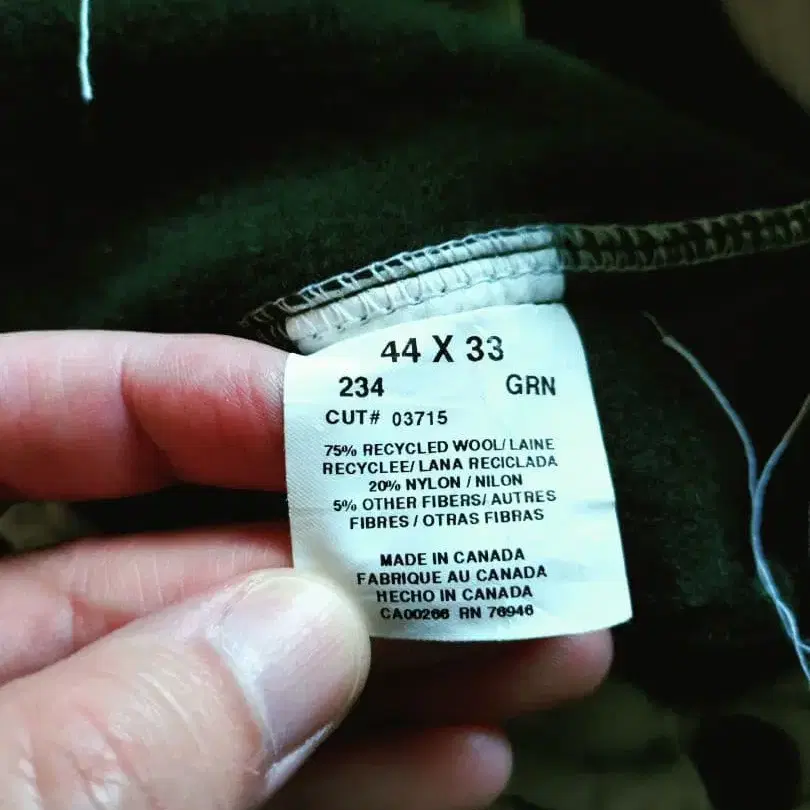 44 X 33
234 GRN
CUT# 03715
75% RECYCLED WOOL/ LAINE
RECYCLEE/ LANA RECICLADA
20% NYLON / NILON
5% OTHER FIBERS/ AUTRES
FIBRES / OTRAS FIBRAS
MADE IN CANADA
FABRIQUE AU CANADA
HECHO IN CANADA
CA00266 RN 76946